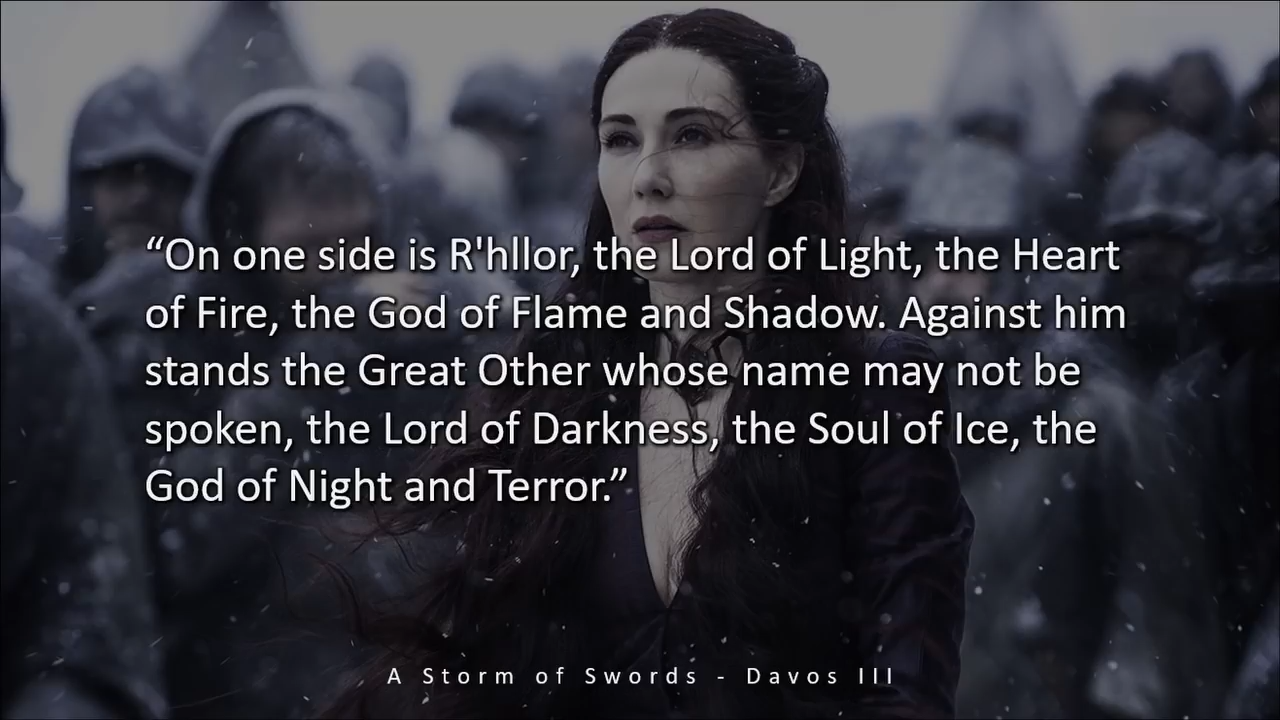 “On one side is R'hllor, the Lord of Light, the Heart
of Fire, the God of Flame and Shadow. Against him
stands the Great Other whose name may not be
spoken, the Lord of Darkness, the Soul of Ice, the
God of Night and Terror.”
A Storm of Swords - Davos III